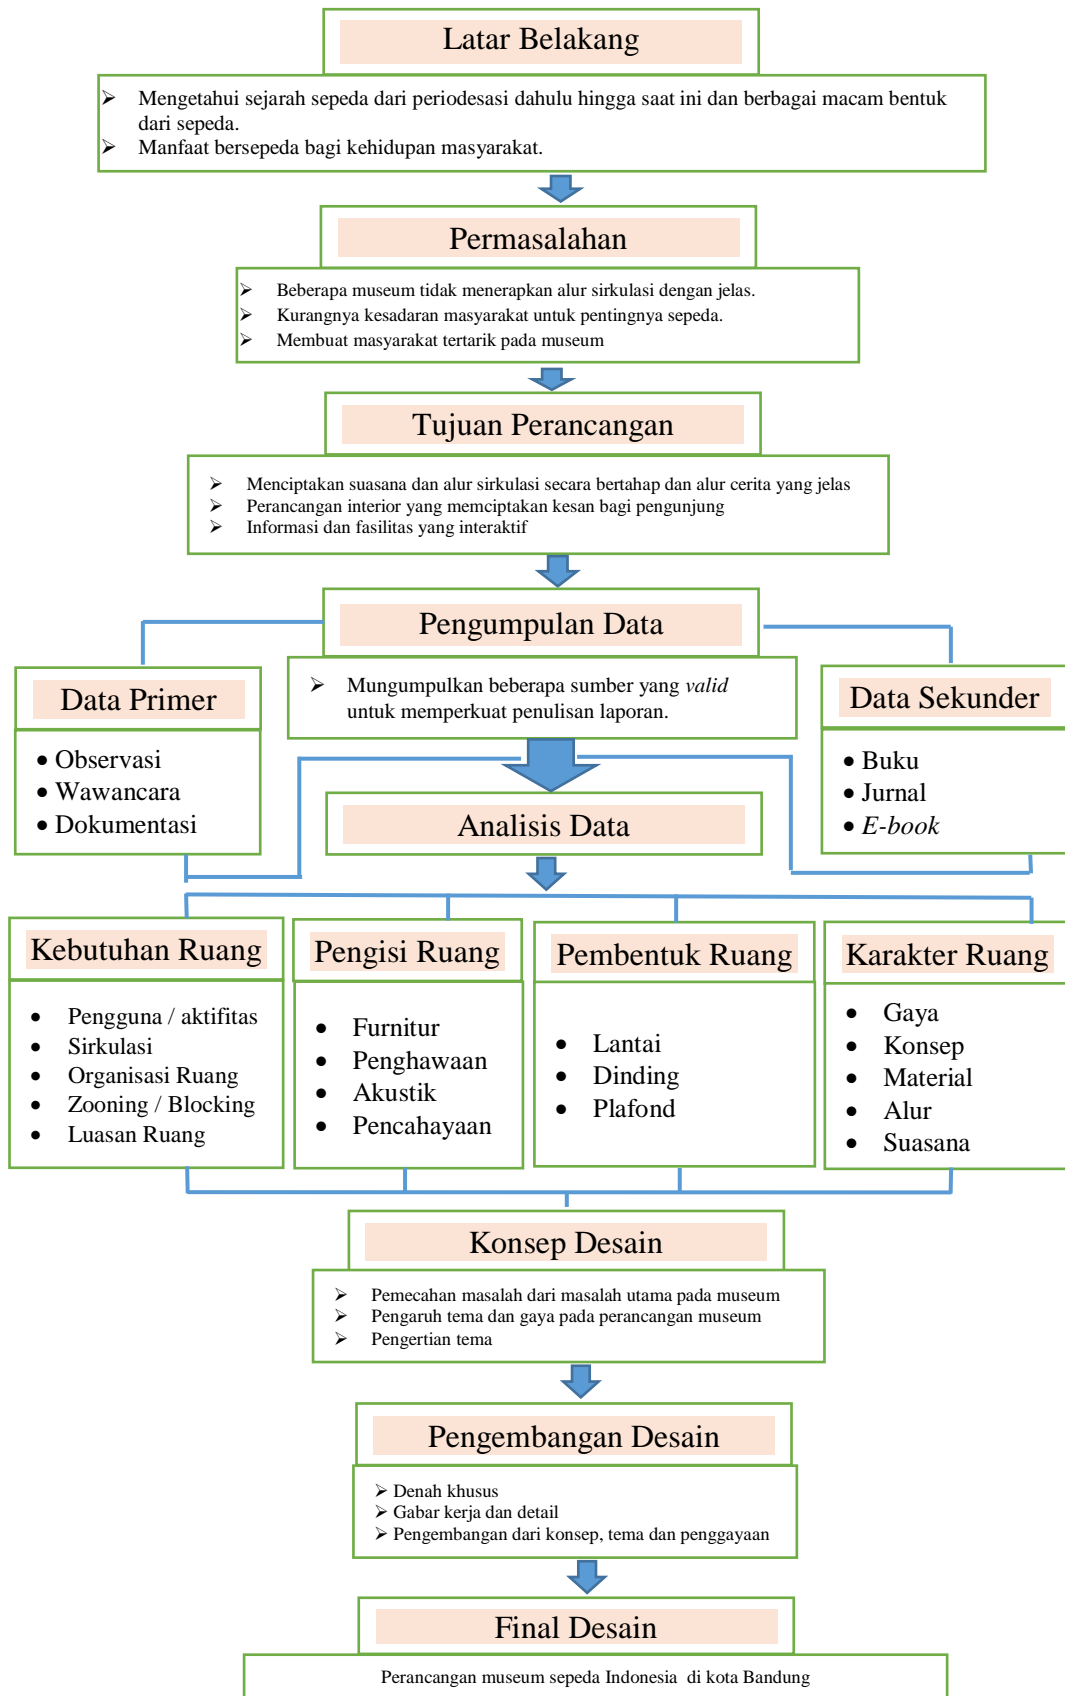 Latar Belakang
➢ Mengetahui sejarah sepeda dari periodesasi dahulu hingga saat ini dan berbagai macam bentuk
dari sepeda.
➢ Manfaat bersepeda bagi kehidupan masyarakat.
Permasalahan
➢ Beberapa museum tidak menerapkan alur sirkulasi dengan jelas.
➢ Kurangnya kesadaran masyarakat untuk pentingnya sepeda.
➢ Membuat masyarakat tertarik pada museum
Tujuan Perancangan
➢ Menciptakan suasana dan alur sirkulasi secara bertahap dan alur cerita yang jelas
➢ Perancangan interior yang memciptakan kesan bagi pengunjung
➢ Informasi dan fasilitas yang interaktif
Pengumpulan Data
➢ Mungumpulkan beberapa sumber yang valid
untuk memperkuat penulisan laporan.
Data Primer
• Observasi
• Wawancara
• Dokumentasi
Data Sekunder
• Buku
• Jurnal
• E-book
Analisis Data
Kebutuhan Ruang
• Pengguna / aktifitas
• Sirkulasi
• Organisasi Ruang
• Zooning / Blocking
• Luasan Ruang
Pengisi Ruang
• Furnitur
• Penghawaan
• Akustik
• Pencahayaan
Pembentuk Ruang
• Lantai
• Dinding
• Plafond
Karakter Ruang
• Gaya
• Konsep
• Material
• Alur
• Suasana
Konsep Desain
➢ Pemecahan masalah dari masalah utama pada museum
➢ Pengaruh tema dan gaya pada perancangan museum
➢ Pengertian tema
Pengembangan Desain
➢ Denah khusus
➢ Gabar kerja dan detail
➢ Pengembangan dari konsep, tema dan penggayaan
Final Desain
Perancangan museum sepeda Indonesia di kota Bandung